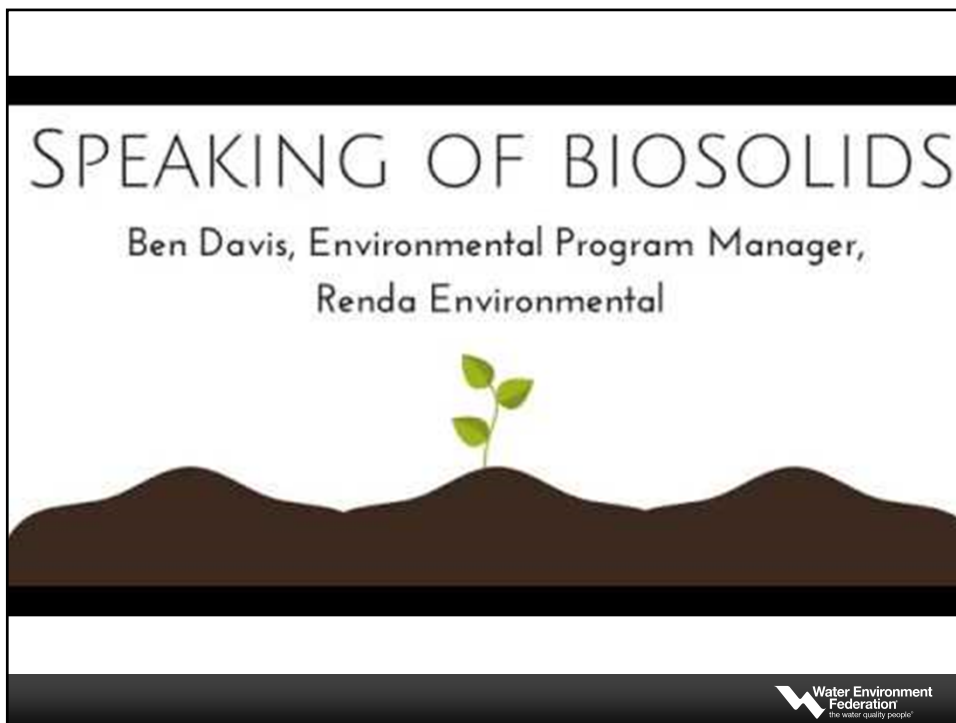 SPEAKING OF BIOSOLIDS
Ben Davis, Environmental Program Manager,
Renda Environmental
Water Environment
Federation®
the water quality people®